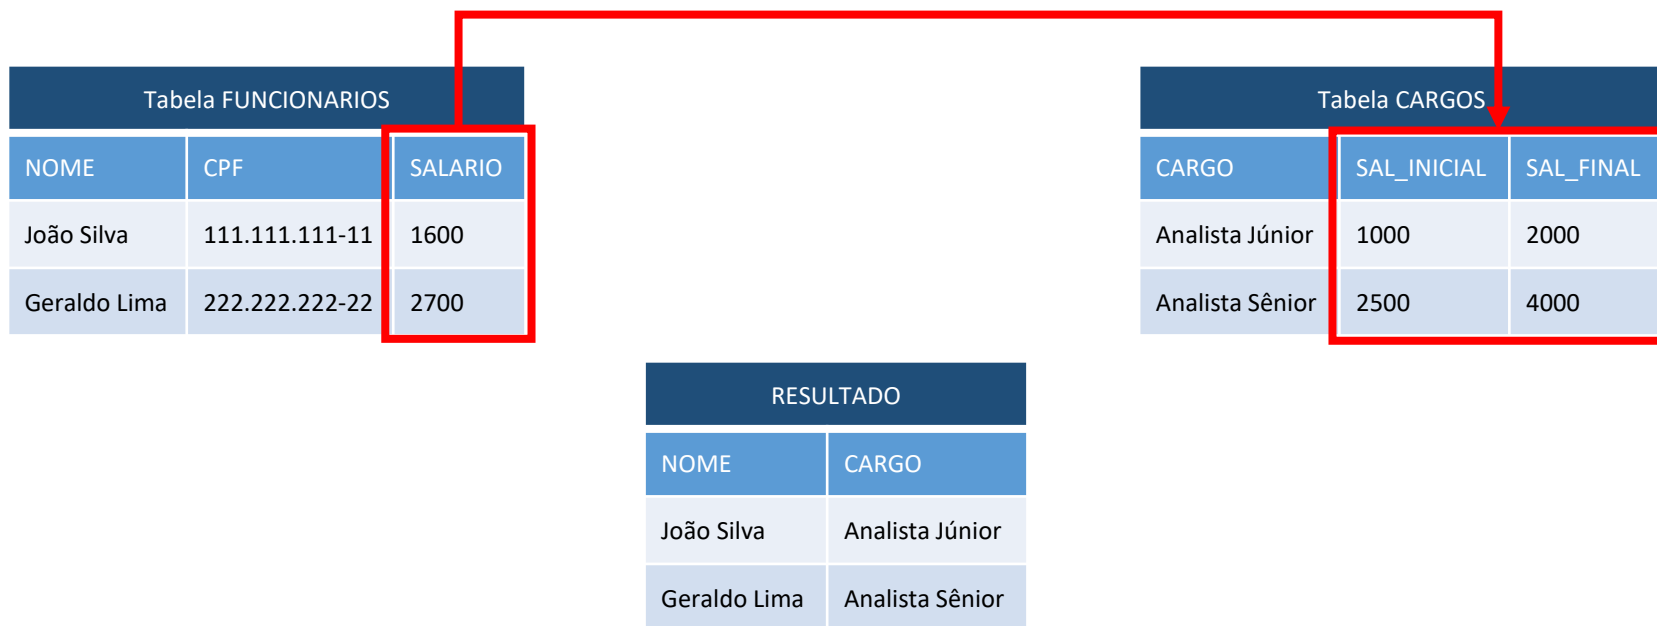 Tabela FUNCIONARIOS
NOME CPF SALARIO
João Silva 111.111.111-11 1600
Geraldo Lima 222.222.222-22 2700
Tabela CARGOS
CARGO SAL_INICIAL SAL_FINAL
Analista Júnior 1000 2000
Analista Sênior 2500 4000
RESULTADO
NOME CARGO
João Silva Analista Júnior
Geraldo Lima Analista Sênior